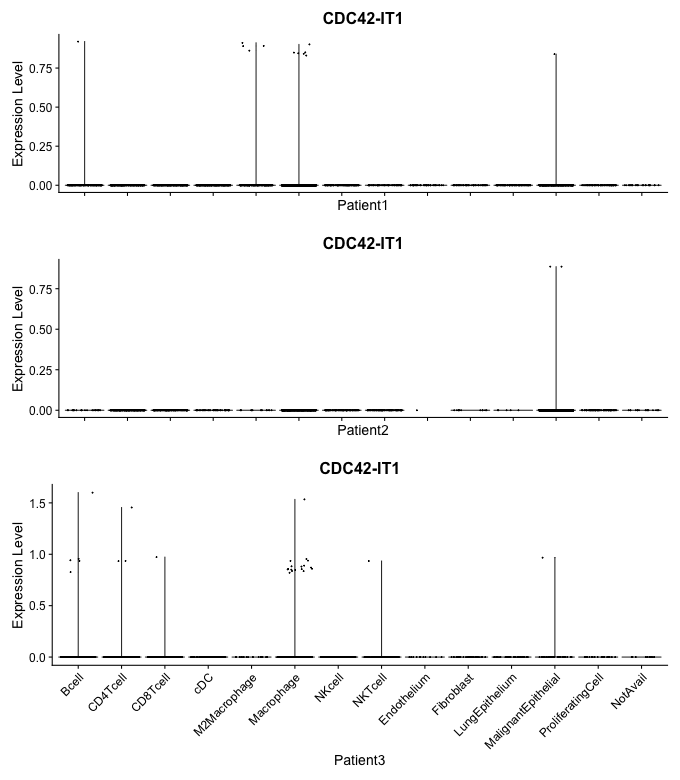 CDC42-IT1
Expression Level
0.75
0.50
0.25
0.00
Patient1
CDC42-IT1
Expression Level
0.75
0.50
0.25
0.00
Patient2
CDC42-IT1
Expression Level
1.5
1.0
0.5
0.0
Bcell
CD4Tcell
CD8Tcell
cDC
M2Macrophage
Macrophage
NKcell
NKTcell
Endothelium
Fibroblast
LungEpithelium
MalignantEpithelial
ProliferatingCell
NotAvail
Patient3